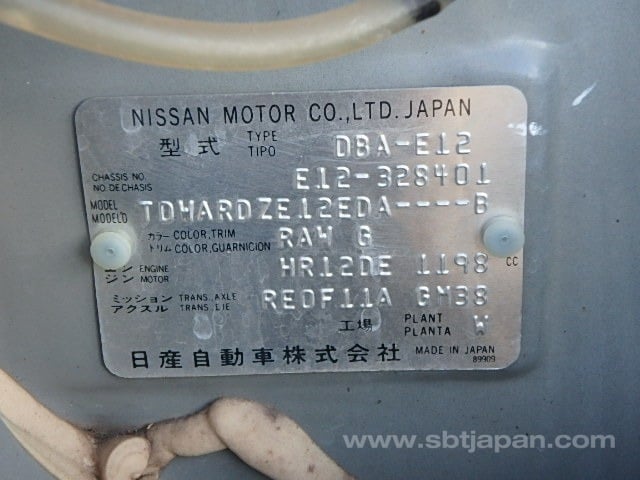 NISSAN MOTOR CO.,LTD. JAPAN
型式 TYPE TIPO DBA-E12
CHASSIS NO. NO.DE CHASIS E12-328401
MODEL MODELO TDWARDZE12EDA----B
カラー COLOR,TRIM トリム COLOR,GUARNICION RAW G
エンジン ENGINE MOTOR HR12DE 1198 CC
ミッション TRANS.,AXLE アクスル TRANS.,EJE REOF11A GM38
工場 PLANT PLANTA W
日産自動車株式会社 MADE IN JAPAN
89909
www.sbtjapan.com